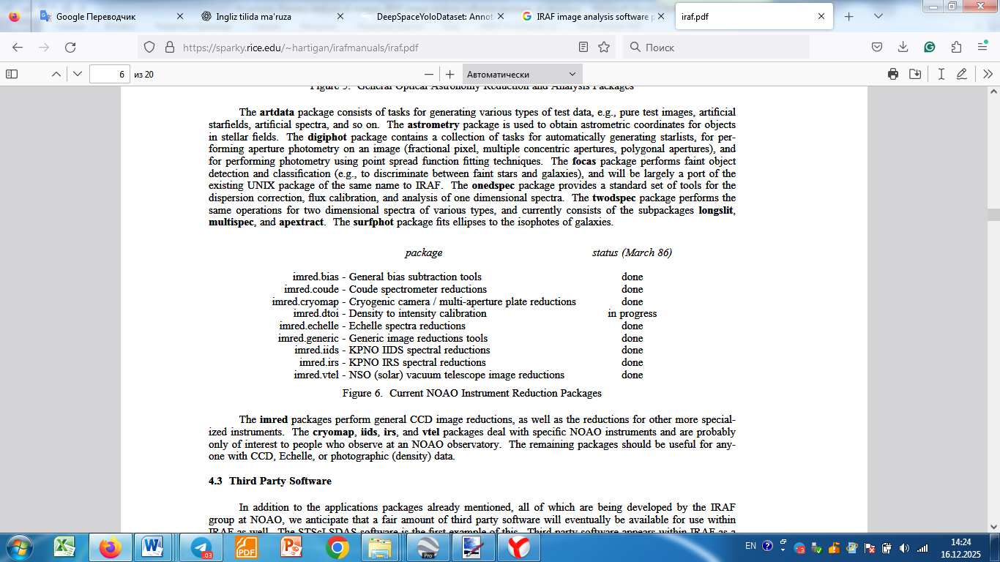 Google Переводчик
Ingliz tilida ma'ruza
DeepSpaceYoloDataset: Annot
IRAF image analysis software p
iraf.pdf
https://sparky.rice.edu/~hartigan/irafmanuals/iraf.pdf
Поиск
6 из 20
Автоматически
Figure 5. General Optical Astronomy Reduction and Analysis Packages
The artdata package consists of tasks for generating various types of test data, e.g., pure test images, artificial
starfields, artificial spectra, and so on. The astrometry package is used to obtain astrometric coordinates for objects
in stellar fields. The digiphot package contains a collection of tasks for automatically generating starlists, for per-
forming aperture photometry on an image (fractional pixel, multiple concentric apertures, polygonal apertures), and
for performing photometry using point spread function fitting techniques. The focas package performs faint object
detection and classification (e.g., to discriminate between faint stars and galaxies), and will be largely a port of the
existing UNIX package of the same name to IRAF. The onedspec package provides a standard set of tools for the
dispersion correction, flux calibration, and analysis of one dimensional spectra. The twodspec package performs the
same operations for two dimensional spectra of various types, and currently consists of the subpackages longslit,
multispec, and apextract. The surfphot package fits ellipses to the isophotes of galaxies.
package status (March 86)
imred.bias - General bias subtraction tools done
imred.coude - Coude spectrometer reductions done
imred.cryomap - Cryogenic camera / multi-aperture plate reductions done
imred.dtoi - Density to intensity calibration in progress
imred.echelle - Echelle spectra reductions done
imred.generic - Generic image reductions tools done
imred.iids - KPNO IIDS spectral reductions done
imred.irs - KPNO IRS spectral reductions done
imred.vtel - NSO (solar) vacuum telescope image reductions done
Figure 6. Current NOAO Instrument Reduction Packages
The imred packages perform general CCD image reductions, as well as the reductions for other more special-
ized instruments. The cryomap, iids, irs, and vtel packages deal with specific NOAO instruments and are probably
only of interest to people who observe at an NOAO observatory. The remaining packages should be useful for any-
one with CCD, Echelle, or photographic (density) data.
4.3 Third Party Software
In addition to the applications packages already mentioned, all of which are being developed by the IRAF
group at NOAO, we anticipate that a fair amount of third party software will eventually be available for use within
IRAF as well. The STScI SDAS software is the first example of this. Third party software appears within IRAF as a
.03
PDF
Pro
EN
14:24
16.12.2025